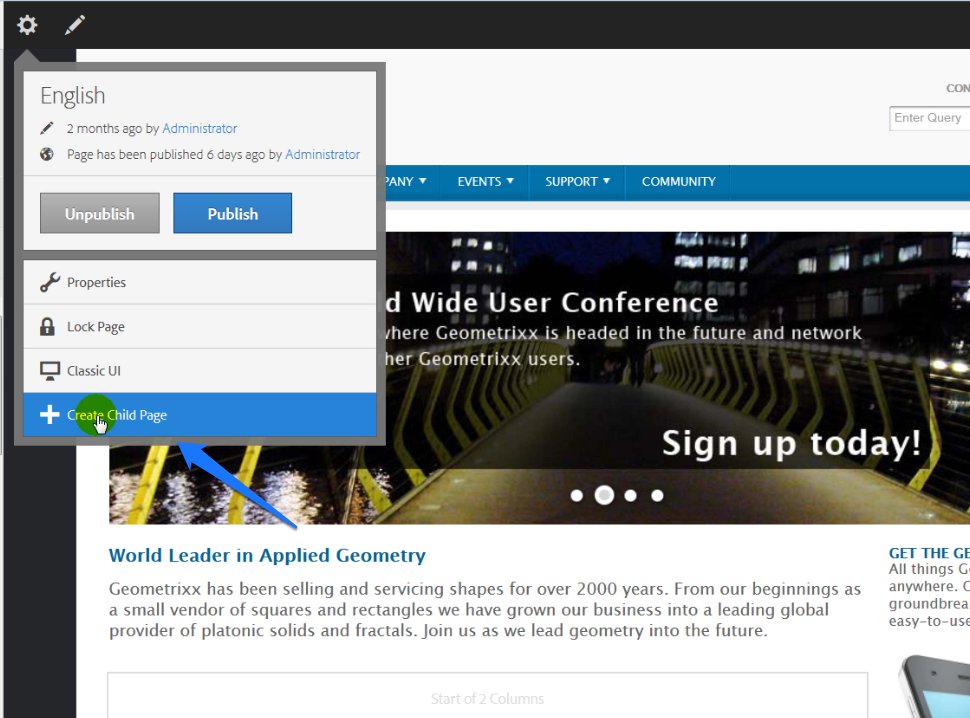 English
2 months ago by Administrator
Page has been published 6 days ago by Administrator
Unpublish
Publish
Properties
Lock Page
Classic UI
Create Child Page
CON
Enter Query
PANY
EVENTS
SUPPORT
COMMUNITY
d Wide User Conference
where Geometrixx is headed in the future and network
her Geometrixx users.
Sign up today!
World Leader in Applied Geometry
Geometrixx has been selling and servicing shapes for over 2000 years. From our beginnings as
a small vendor of squares and rectangles we have grown our business into a leading global
provider of platonic solids and fractals. Join us as we lead geometry into the future.
GET THE GE
All things G
anywhere. C
groundbrea
easy-to-use
Start of 2 Columns